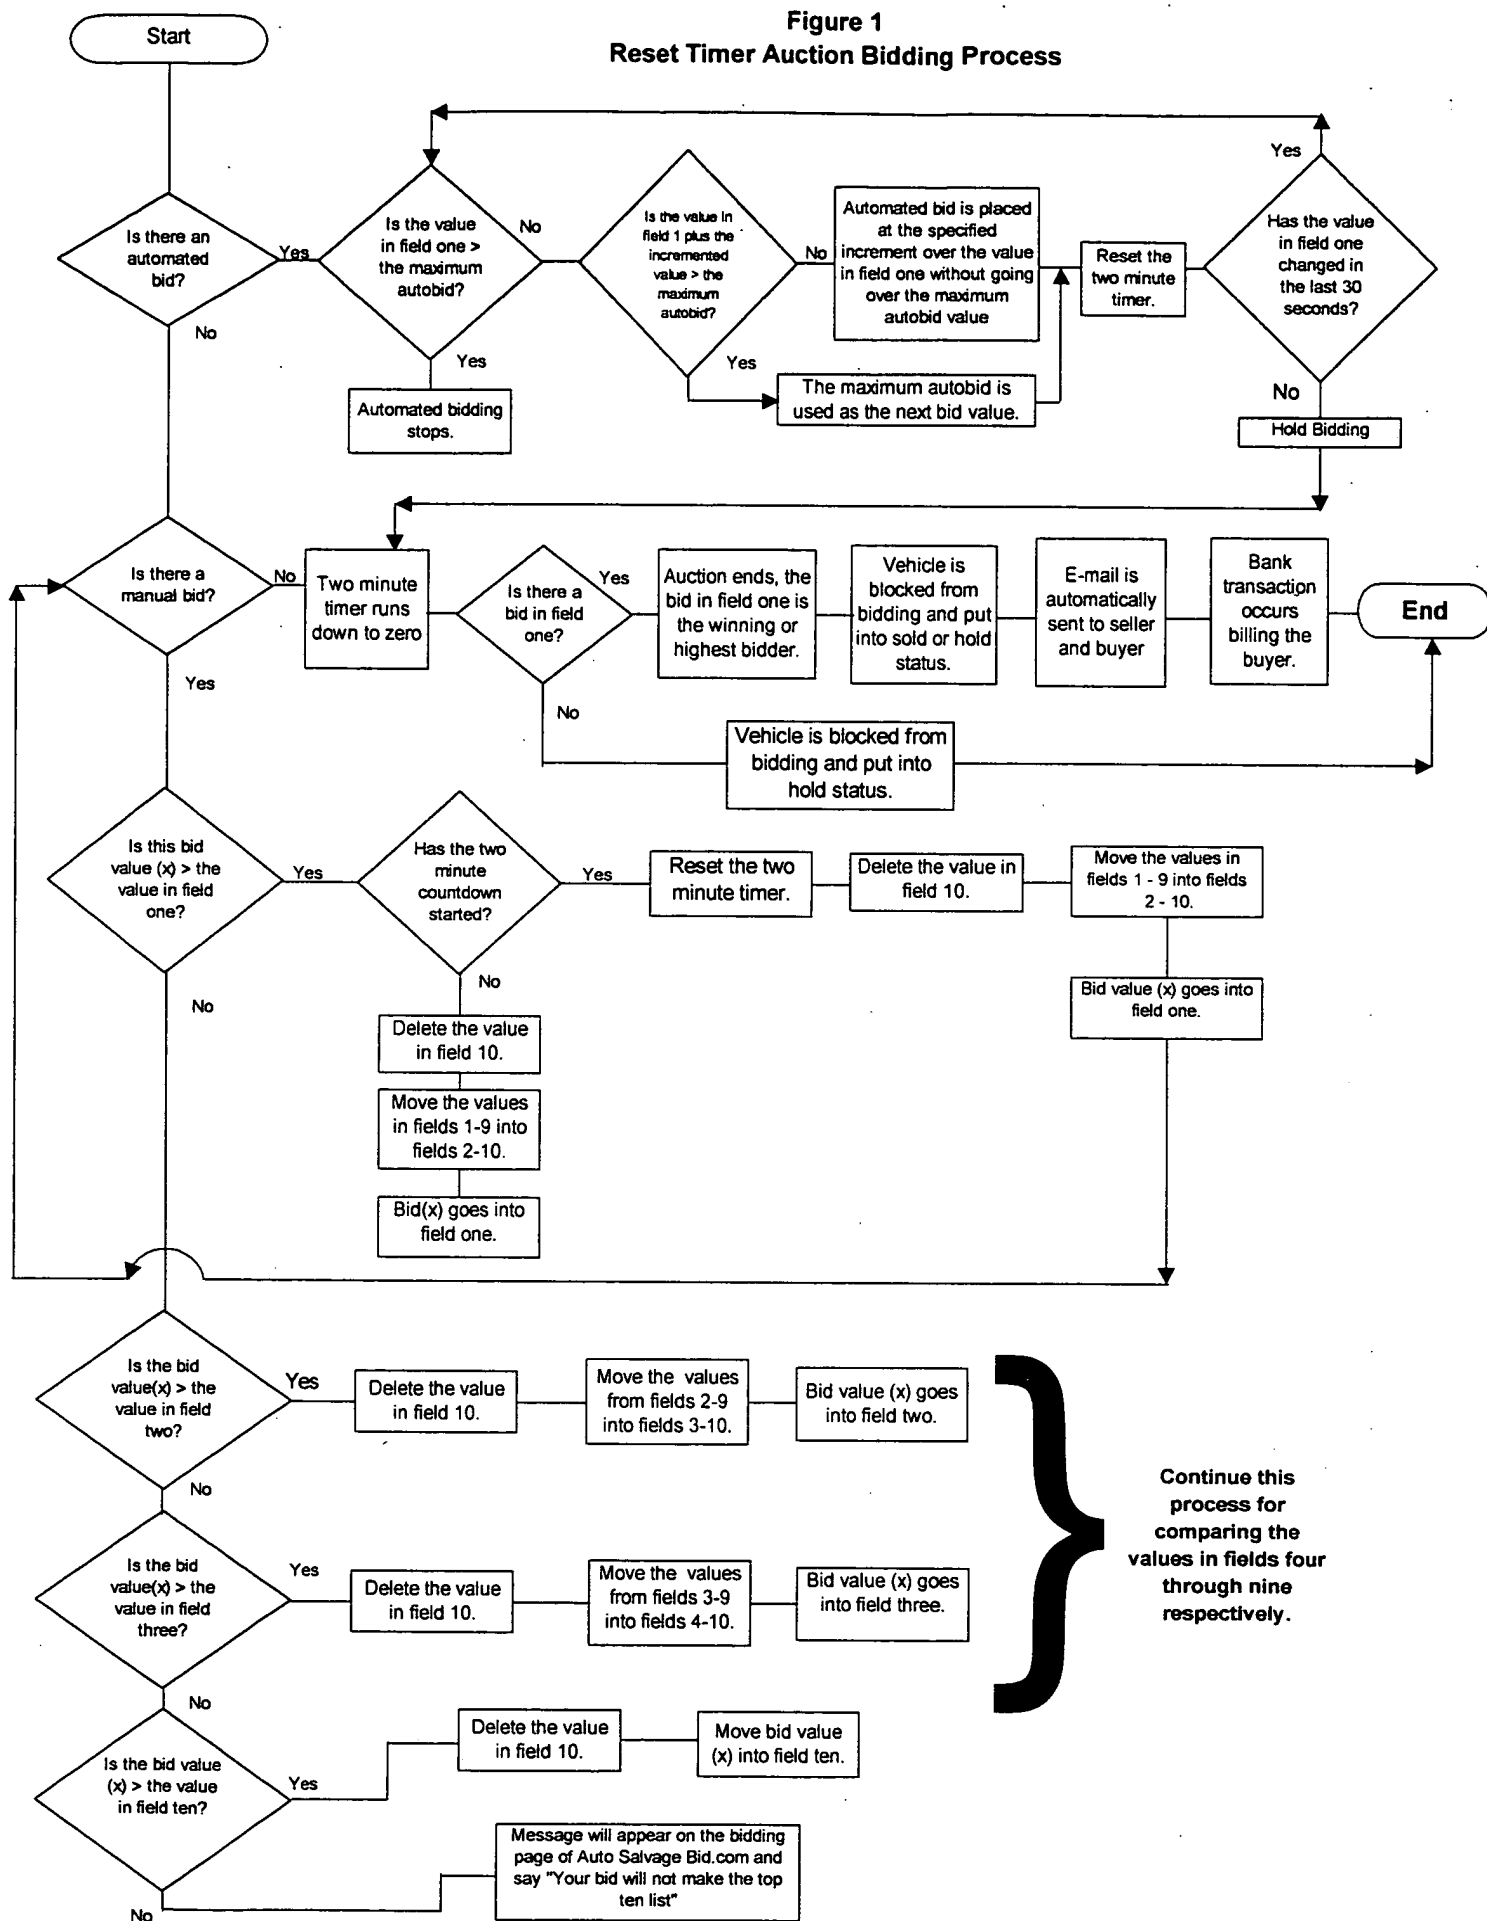 Figure 1
Reset Timer Auction Bidding Process
Start
Is there an
automated
bid?
Yes
No
Is the value
in field one >
the maximum
autobid?
No
Yes
Automated bidding
stops.
Is the value in
field 1 plus the
incremented
value > the
maximum
autobid?
No
Yes
Automated bid is placed
at the specified
increment over the value
in field one without going
over the maximum
autobid value
The maximum autobid is
used as the next bid value.
Reset the
two minute
timer.
Has the value
in field one
changed in
the last 30
seconds?
Yes
No
Hold Bidding
Is there a
manual bid?
No
Yes
Two minute
timer runs
down to zero
Is there a
bid in field
one?
Yes
No
Auction ends, the
bid in field one is
the winning or
highest bidder.
Vehicle is
blocked from
bidding and put
into sold or hold
status.
E-mail is
automatically
sent to seller
and buyer
Bank
transaction
occurs
billing the
buyer.
End
Vehicle is blocked from
bidding and put into
hold status.
Is this bid
value (x) > the
value in field
one?
Yes
No
Has the two
minute
countdown
started?
Yes
No
Reset the two
minute timer.
Delete the value in
field 10.
Move the values in
fields 1 - 9 into fields
2 - 10.
Bid value (x) goes into
field one.
Delete the value
in field 10.
Move the values
in fields 1-9 into
fields 2-10.
Bid(x) goes into
field one.
Is the bid
value(x) > the
value in field
two?
Yes
No
Delete the value
in field 10.
Move the values
from fields 2-9
into fields 3-10.
Bid value (x) goes
into field two.
Is the bid
value(x) > the
value in field
three?
Yes
No
Delete the value
in field 10.
Move the values
from fields 3-9
into fields 4-10.
Bid value (x) goes
into field three.
Continue this
process for
comparing the
values in fields four
through nine
respectively.
Is the bid value
(x) > the value
in field ten?
Yes
No
Delete the value
in field 10.
Move bid value
(x) into field ten.
Message will appear on the bidding
page of Auto Salvage Bid.com and
say "Your bid will not make the top
ten list"